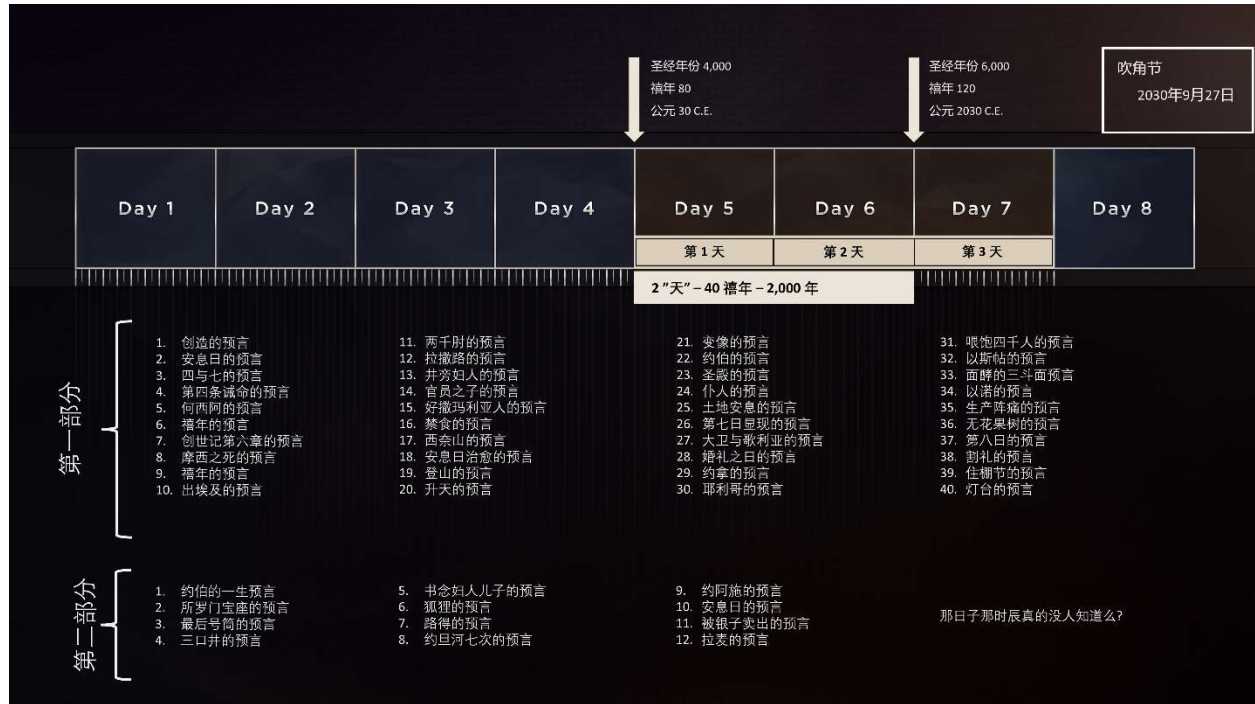 圣经年份 4,000
禧年 80
公元 30 C.E.
圣经年份 6,000
禧年 120
公元 2030 C.E.
吹角节
2030年9月27日
Day 1
Day 2
Day 3
Day 4
Day 5
Day 6
Day 7
Day 8
第 1 天
第 2 天
第 3 天
2 ”天” – 40 禧年 – 2,000 年
第一部分
1. 创造的预言
2. 安息日的预言
3. 四与七的预言
4. 第四条诫命的预言
5. 何西阿的预言
6. 禧年的预言
7. 创世记第六章的预言
8. 摩西之死的预言
9. 禧年的预言
10. 出埃及的预言
11. 两千肘的预言
12. 拉撒路的预言
13. 井旁妇人的预言
14. 官员之子的预言
15. 好撒玛利亚人的预言
16. 禁食的预言
17. 西奈山的预言
18. 安息日治愈的预言
19. 登山的预言
20. 升天的预言
21. 变像的预言
22. 约伯的预言
23. 圣殿的预言
24. 仆人的预言
25. 土地安息的预言
26. 第七日显现的预言
27. 大卫与歌利亚的预言
28. 婚礼之日的预言
29. 约拿的预言
30. 耶利哥的预言
31. 喂饱四千人的预言
32. 以斯帖的预言
33. 面酵的三斗面预言
34. 以诺的预言
35. 生产阵痛的预言
36. 无花果树的预言
37. 第八日的预言
38. 割礼的预言
39. 住棚节的预言
40. 灯台的预言
第二部分
1. 约伯的一生预言
2. 所罗门宝座的预言
3. 最后号筒的预言
4. 三口井的预言
5. 书念妇人儿子的预言
6. 狐狸的预言
7. 路得的预言
8. 约旦河七次的预言
9. 约阿施的预言
10. 安息日的预言
11. 被银子卖出的预言
12. 拉麦的预言
那日子那时辰真的没人知道么?